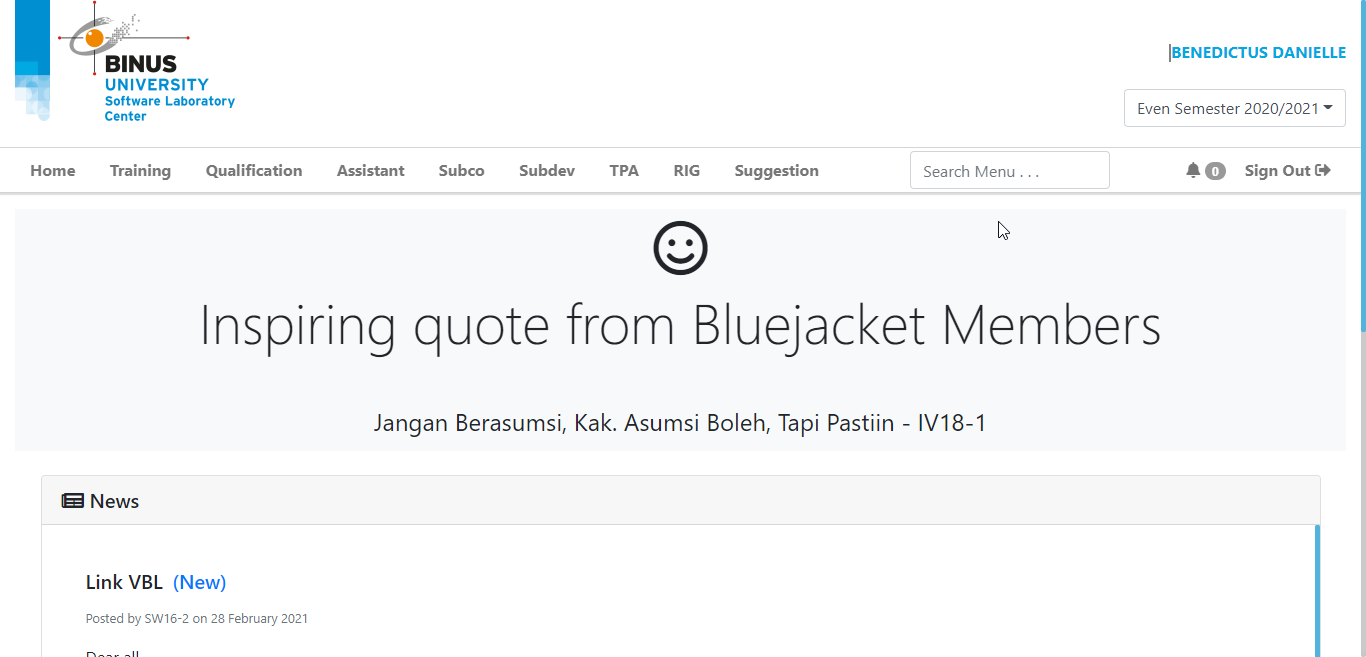 BINUS
UNIVERSITY
Software Laboratory
Center
BENEDICTUS DANIELLE
Even Semester 2020/2021
Home Training Qualification Assistant Subco Subdev TPA RIG Suggestion Search Menu . . . 0 Sign Out
Inspiring quote from Bluejacket Members
Jangan Berasumsi, Kak. Asumsi Boleh, Tapi Pastiin - IV18-1
News
Link VBL (New)
Posted by SW16-2 on 28 February 2021
Dear all